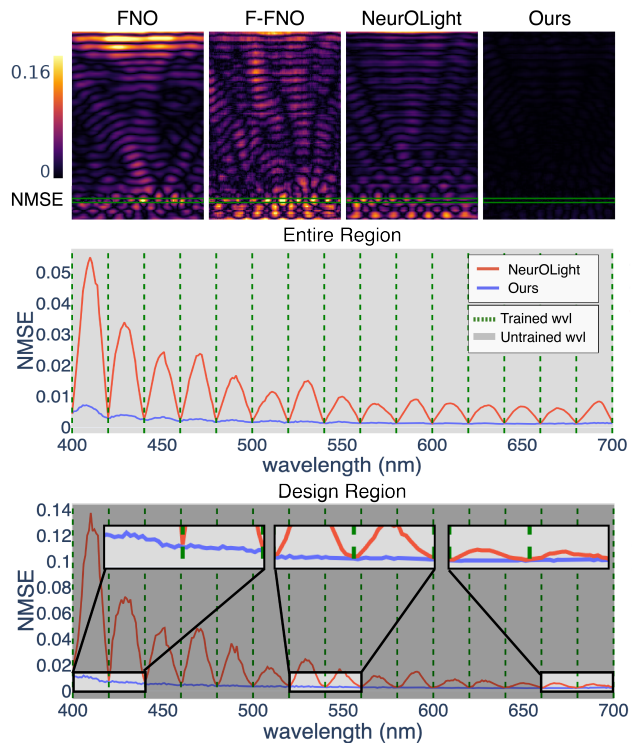 FNO F-FNO NeurOLight Ours
0.16
0
NMSE
Entire Region
0.05
0.04
0.03
0.02
0.01
0
NMSE
NeurOLight
Ours
Trained wvl
Untrained wvl
400 450 500 550 600 650 700
wavelength (nm)
Design Region
0.14
0.12
0.1
0.08
0.06
0.04
0.02
0
NMSE
400 450 500 550 600 650 700
wavelength (nm)